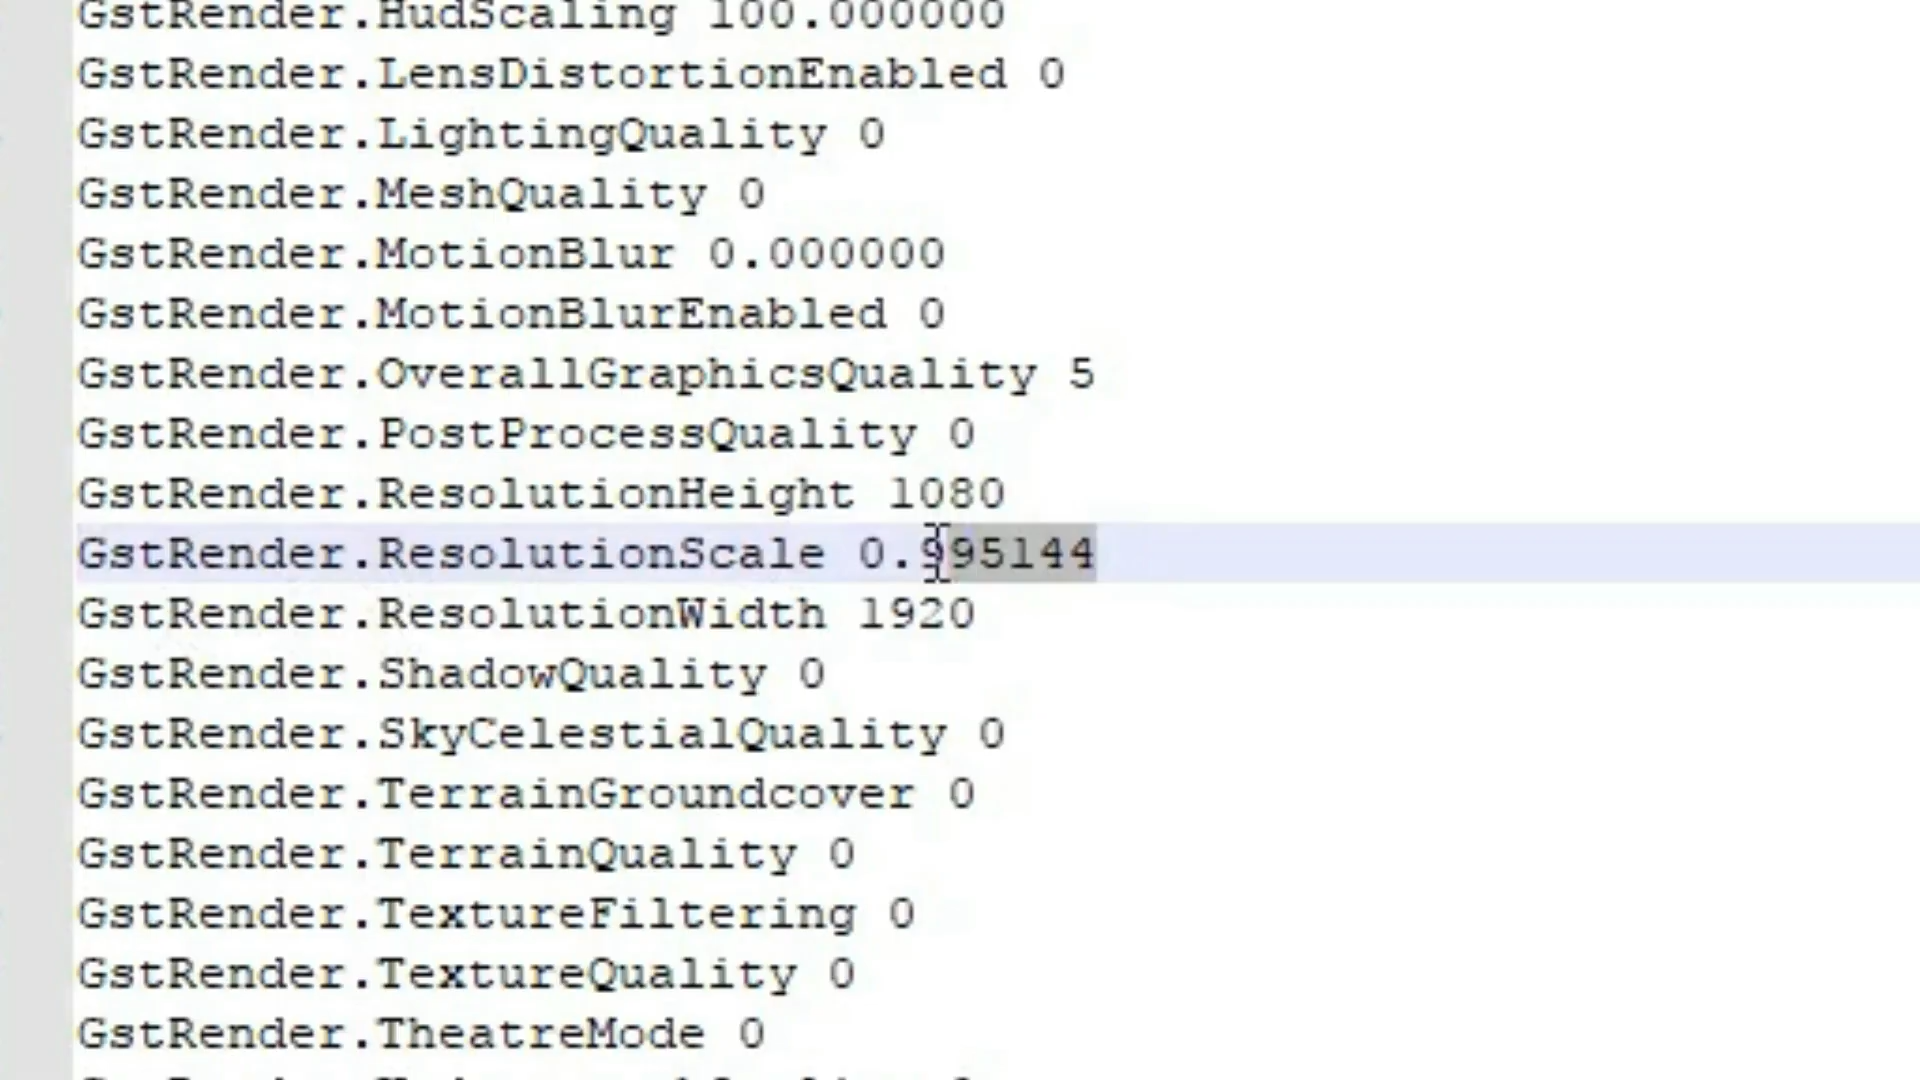 GstRender.HudScaling 100.000000
GstRender.LensDistortionEnabled 0
GstRender.LightingQuality 0
GstRender.MeshQuality 0
GstRender.MotionBlur 0.000000
GstRender.MotionBlurEnabled 0
GstRender.OverallGraphicsQuality 5
GstRender.PostProcessQuality 0
GstRender.ResolutionHeight 1080
GstRender.ResolutionScale 0.995144
GstRender.ResolutionWidth 1920
GstRender.ShadowQuality 0
GstRender.SkyCelestialQuality 0
GstRender.TerrainGroundcover 0
GstRender.TerrainQuality 0
GstRender.TextureFiltering 0
GstRender.TextureQuality 0
GstRender.TheatreMode 0